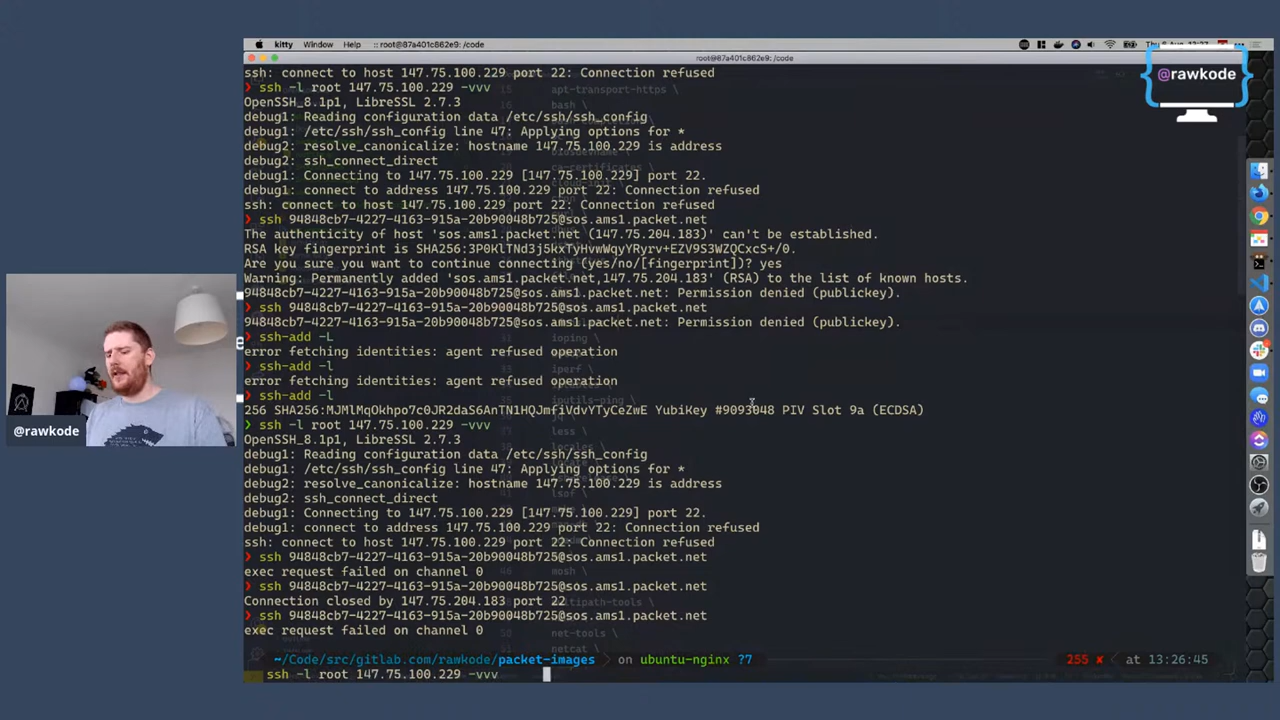 kitty Window Help :: root@87a401c862e9: /code
root@87a401c862e9: /code
@rawkode
ssh: connect to host 147.75.100.229 port 22: Connection refused
❯ ssh -l root 147.75.100.229 -vvv
OpenSSH_8.1p1, LibreSSL 2.7.3
debug1: Reading configuration data /etc/ssh/ssh_config
debug1: /etc/ssh/ssh_config line 47: Applying options for *
debug2: resolve_canonicalize: hostname 147.75.100.229 is address
debug2: ssh_connect_direct
debug1: Connecting to 147.75.100.229 [147.75.100.229] port 22.
debug1: connect to address 147.75.100.229 port 22: Connection refused
ssh: connect to host 147.75.100.229 port 22: Connection refused
❯ ssh 94848cb7-4227-4163-915a-20b90048b725@sos.ams1.packet.net
The authenticity of host 'sos.ams1.packet.net (147.75.204.183)' can't be established.
RSA key fingerprint is
Are you sure you want to continue connecting (yes/no/[fingerprint])? yes
Warning: Permanently added 'sos.ams1.packet.net,147.75.204.183' (RSA) to the list of known hosts.
94848cb7-4227-4163-915a-20b90048b725@sos.ams1.packet.net: Permission denied (publickey).
❯ ssh 94848cb7-4227-4163-915a-20b90048b725@sos.ams1.packet.net
94848cb7-4227-4163-915a-20b90048b725@sos.ams1.packet.net: Permission denied (publickey).
❯ ssh-add -L
error fetching identities: agent refused operation
❯ ssh-add -l
error fetching identities: agent refused operation
❯ ssh-add -l
256 YubiKey #9093048 PIV Slot 9a (ECDSA)
❯ ssh -l root 147.75.100.229 -vvv
OpenSSH_8.1p1, LibreSSL 2.7.3
debug1: Reading configuration data /etc/ssh/ssh_config
debug1: /etc/ssh/ssh_config line 47: Applying options for *
debug2: resolve_canonicalize: hostname 147.75.100.229 is address
debug2: ssh_connect_direct
debug1: Connecting to 147.75.100.229 [147.75.100.229] port 22.
debug1: connect to address 147.75.100.229 port 22: Connection refused
ssh: connect to host 147.75.100.229 port 22: Connection refused
❯ ssh 94848cb7-4227-4163-915a-20b90048b725@sos.ams1.packet.net
exec request failed on channel 0
❯ ssh 94848cb7-4227-4163-915a-20b90048b725@sos.ams1.packet.net
Connection closed by 147.75.204.183 port 22
❯ ssh 94848cb7-4227-4163-915a-20b90048b725@sos.ams1.packet.net
exec request failed on channel 0
~/Code/src/gitlab.com/rawkode/packet-images on ubuntu-nginx ?7 255 ✘ at 13:26:45
ssh -l root 147.75.100.229 -vvv
apt-transport-https \
bash \
ca-certificates
ioping
iperf
iputils-ping \
less \
locales
lsof
mosh \
multipath-tools \
net-tools \
netcat \
@rawkode